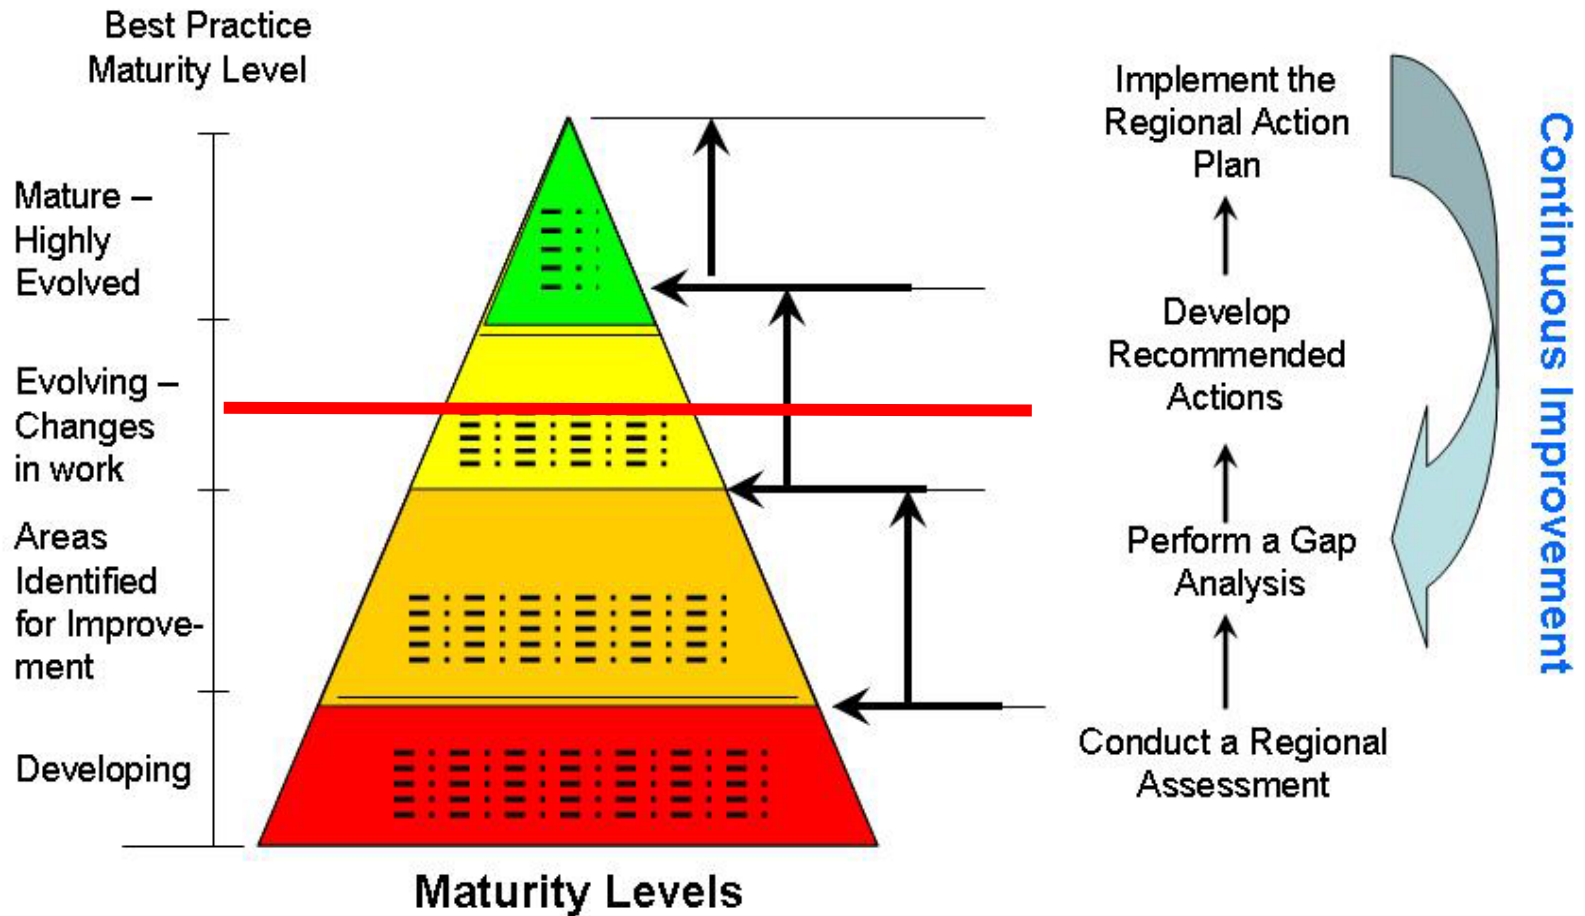 Best Practice
Maturity Level
Mature –
Highly
Evolved
Evolving –
Changes
in work
Areas
Identified
for Improve-
ment
Developing
Maturity Levels
Implement the
Regional Action
Plan
Develop
Recommended
Actions
Perform a Gap
Analysis
Conduct a Regional
Assessment
Continuous Improvement